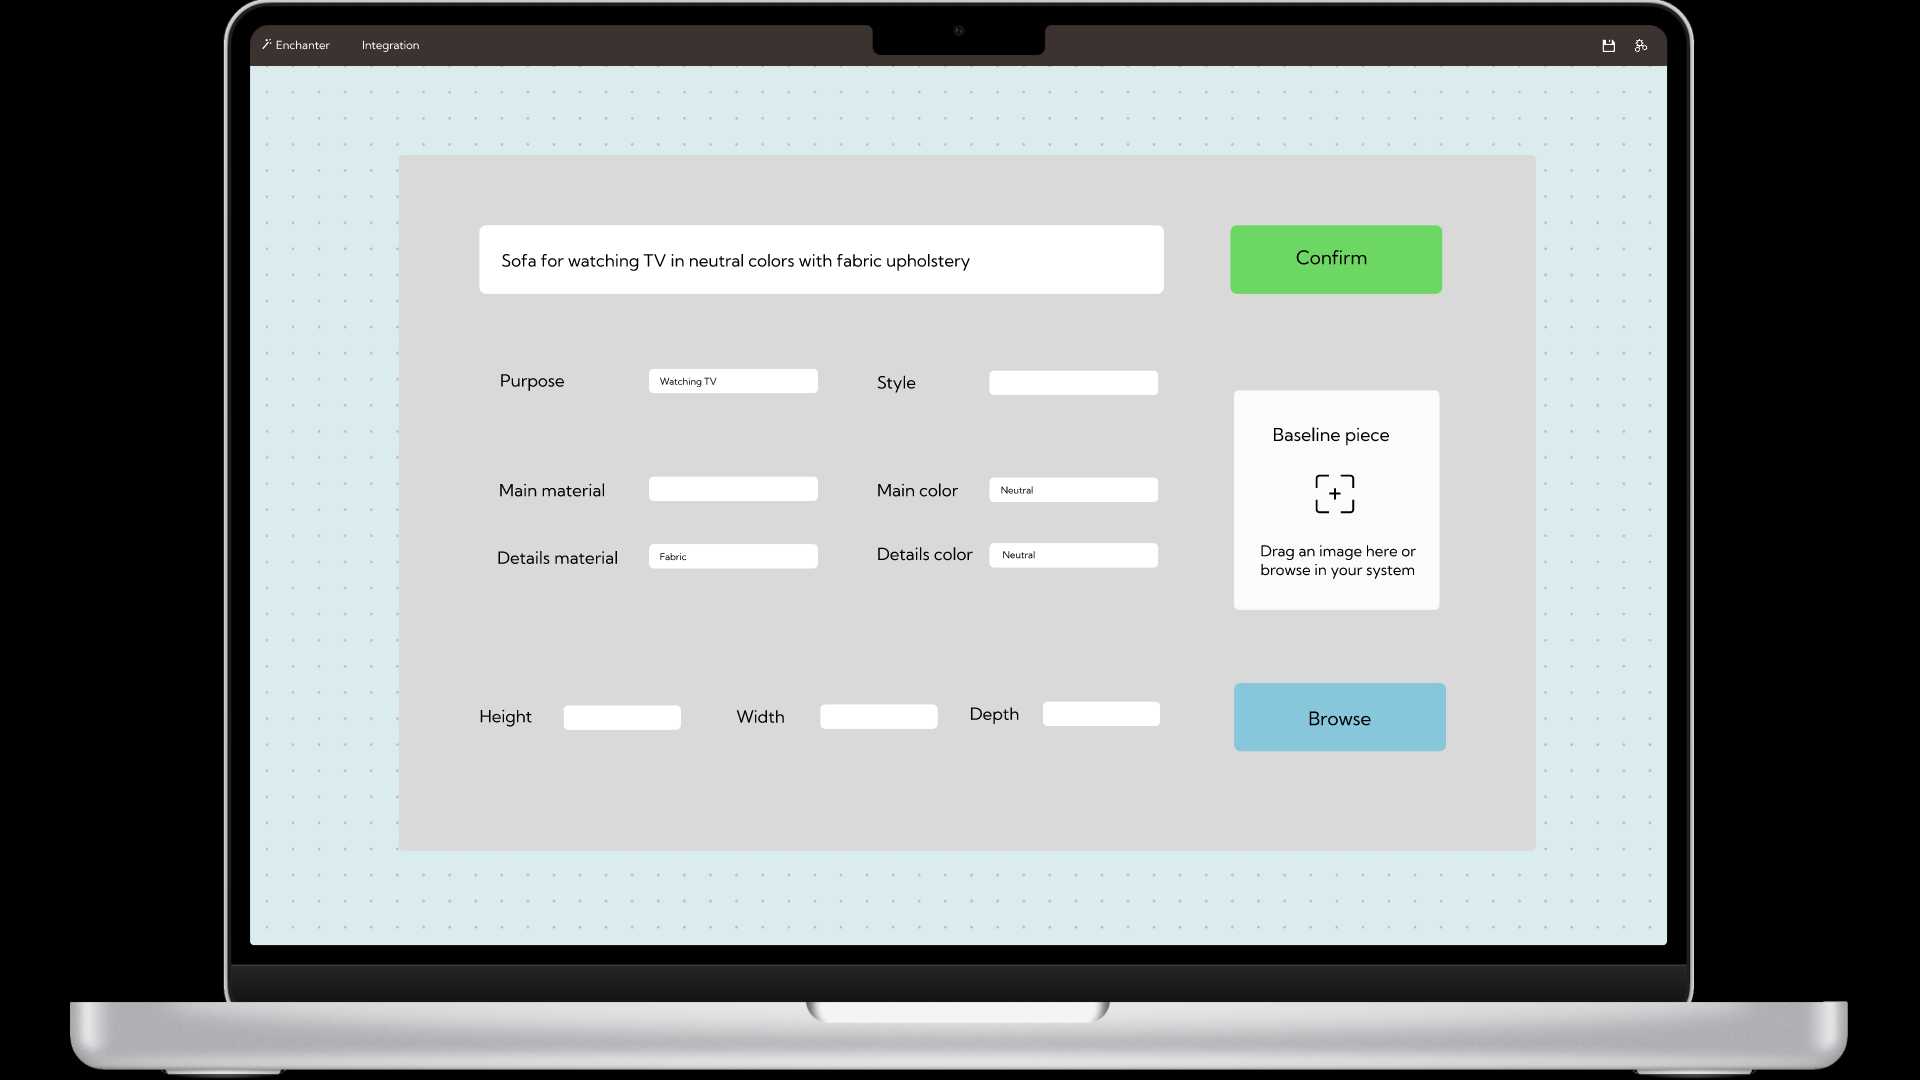 Enchanter
Integration
Sofa for watching TV in neutral colors with fabric upholstery
Confirm
Purpose
Watching TV
Style
Baseline piece
Main material
Main color
Neutral
Details material
Fabric
Details color
Neutral
Drag an image here or
browse in your system
Height
Width
Depth
Browse